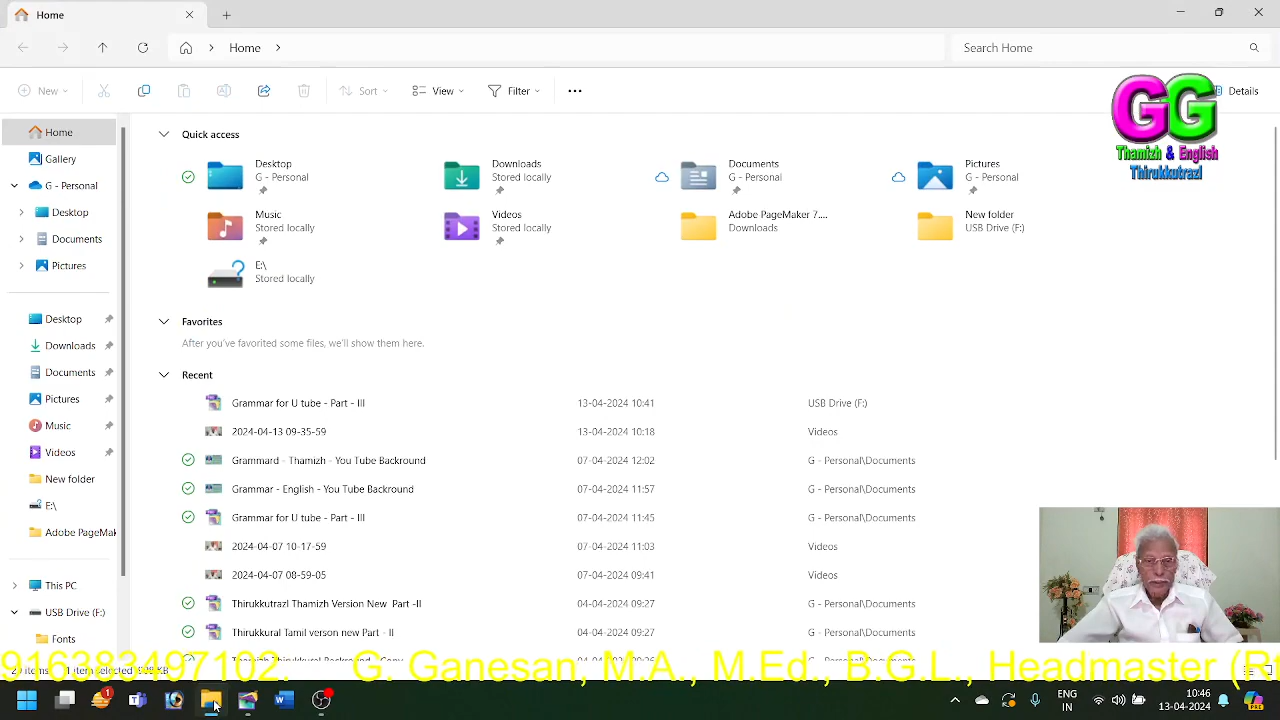 Home
Home
Search Home
New
Sort
View
Filter
Details
GG
Thamizh & English
Thirukkutrazl
Home
Gallery
G - Personal
Desktop
Documents
Pictures
Desktop
Downloads
Documents
Pictures
Music
Videos
New folder
E:\
Adobe PageMak
This PC
USB Drive (F:)
Fonts
Quick access
Desktop
G - Personal
Downloads
Stored locally
Documents
G - Personal
Pictures
G - Personal
Music
Stored locally
Videos
Stored locally
Adobe PageMaker 7....
Downloads
New folder
USB Drive (F:)
E:\
Stored locally
Favorites
After you've favorited some files, we'll show them here.
Recent
Grammar for U tube - Part - III 13-04-2024 10:41 USB Drive (F:)
2024-04-13 09-35-59 13-04-2024 10:18 Videos
Grammard - Thamizh - You Tube Backround 07-04-2024 12:02 G - Personal\Documents
Grammar - English - You Tube Backround 07-04-2024 11:57 G - Personal\Documents
Grammar for U tube - Part - III 07-04-2024 11:45 G - Personal\Documents
2024-04-07 10-17-59 07-04-2024 11:03 Videos
2024-04-07 08-59-05 07-04-2024 09:41 Videos
Thirukkutrazl Thamizh Version New Part -II 04-04-2024 09:27 G - Personal\Documents
Thirukkural Tamil verson new Part - II 04-04-2024 09:27 G - Personal\Documents
916383497102. G. Ganesan, M.A., M.Ed., B.G.L., Headmaster (R
ENG
IN
10:46
13-04-2024